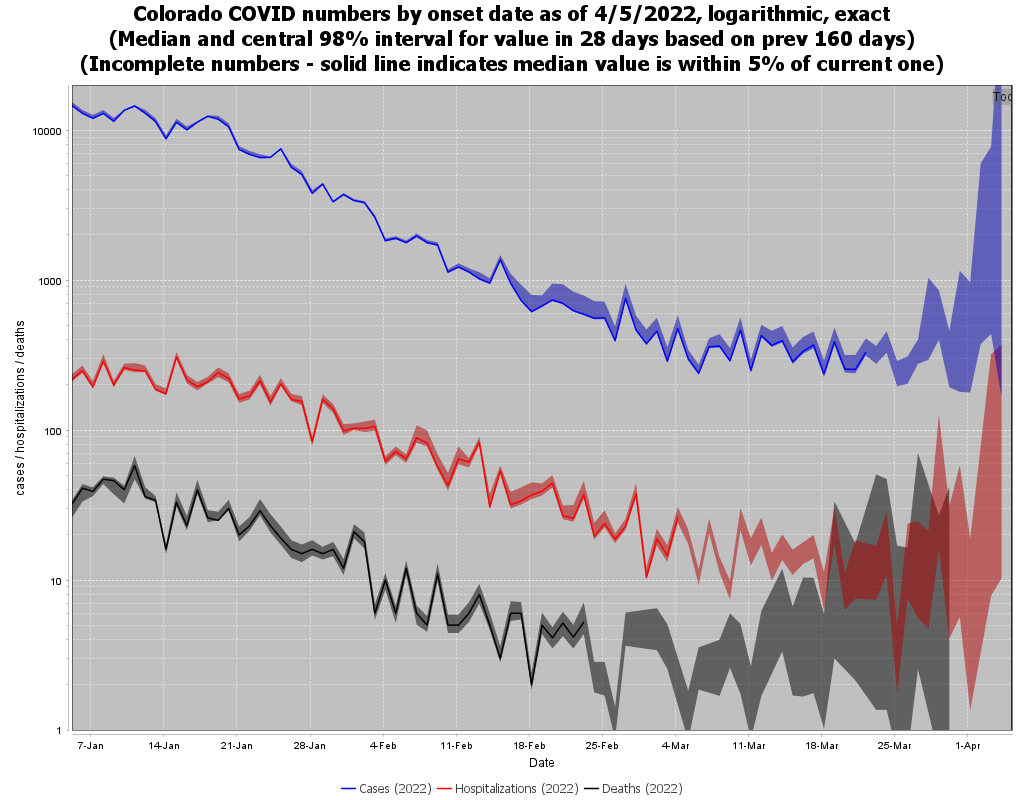 Colorado COVID numbers by onset date as of 4/5/2022, logarithmic, exact
(Median and central 98% interval for value in 28 days based on prev 160 days)
(Incomplete numbers - solid line indicates median value is within 5% of current one)
10000
1000
100
10
1
cases / hospitalizations / deaths
7-Jan 14-Jan 21-Jan 28-Jan 4-Feb 11-Feb 18-Feb 25-Feb 4-Mar 11-Mar 18-Mar 25-Mar 1-Apr
Date
Cases (2022) Hospitalizations (2022) Deaths (2022)